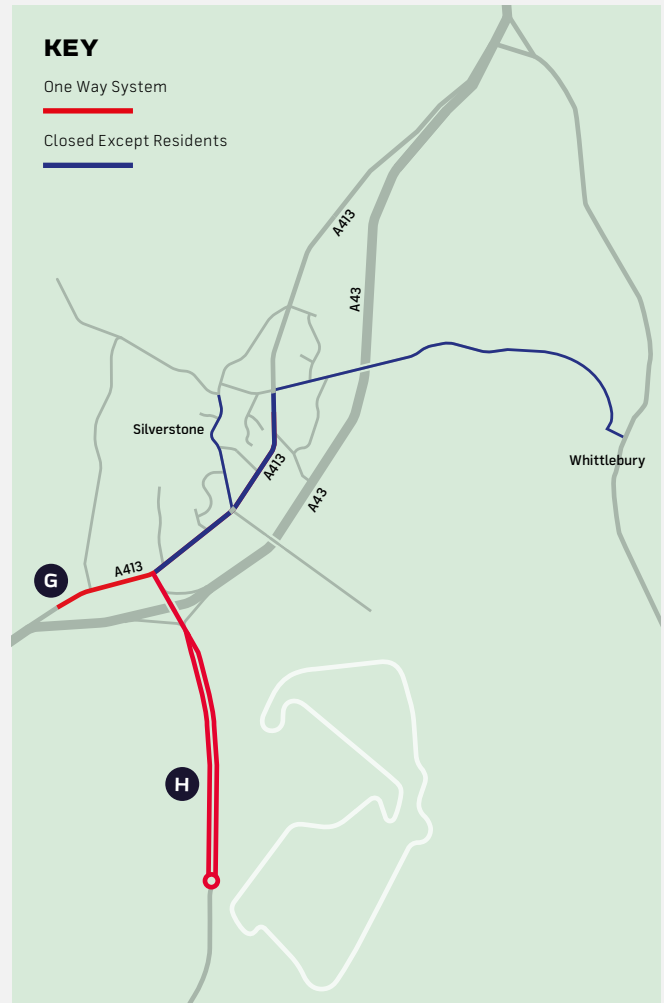 KEY
One Way System
Closed Except Residents
A413
A43
Silverstone
A413
Whittlebury
A43
A413
G
H